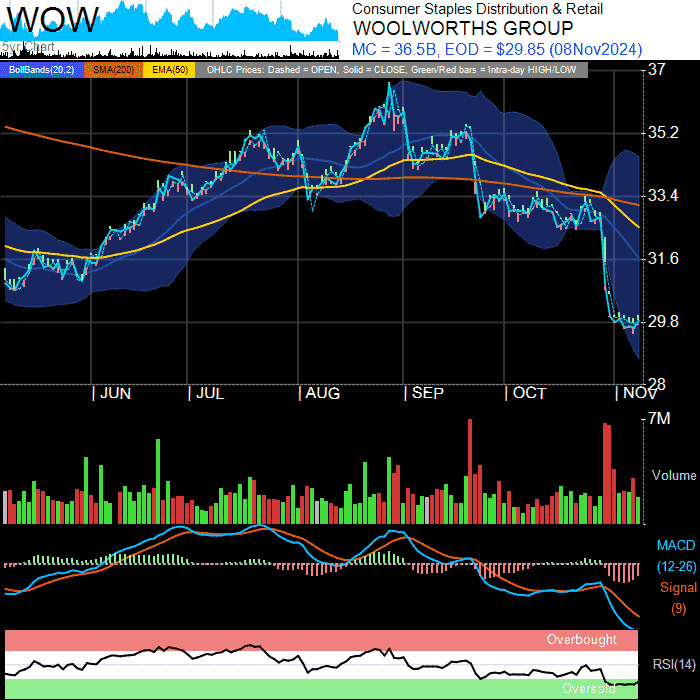 WOW
5yr Chart
Consumer Staples Distribution & Retail
WOOLWORTHS GROUP
MC = 36.5B, EOD = $29.85 (08Nov2024)
BollBands(20,2) SMA(200) EMA(50) OHLC Prices: Dashed = OPEN, Solid = CLOSE, Green/Red bars = Intra-day HIGH/LOW
37
35.2
33.4
31.6
29.8
28
| JUN | JUL | AUG | SEP | OCT | NOV
7M
Volume
MACD
(12-26)
Signal
(9)
Overbought
RSI(14)
Oversold